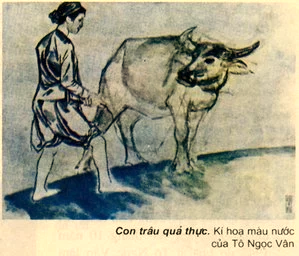 Con trâu quả thực. Kí hoạ màu nước
của Tô Ngọc Vân